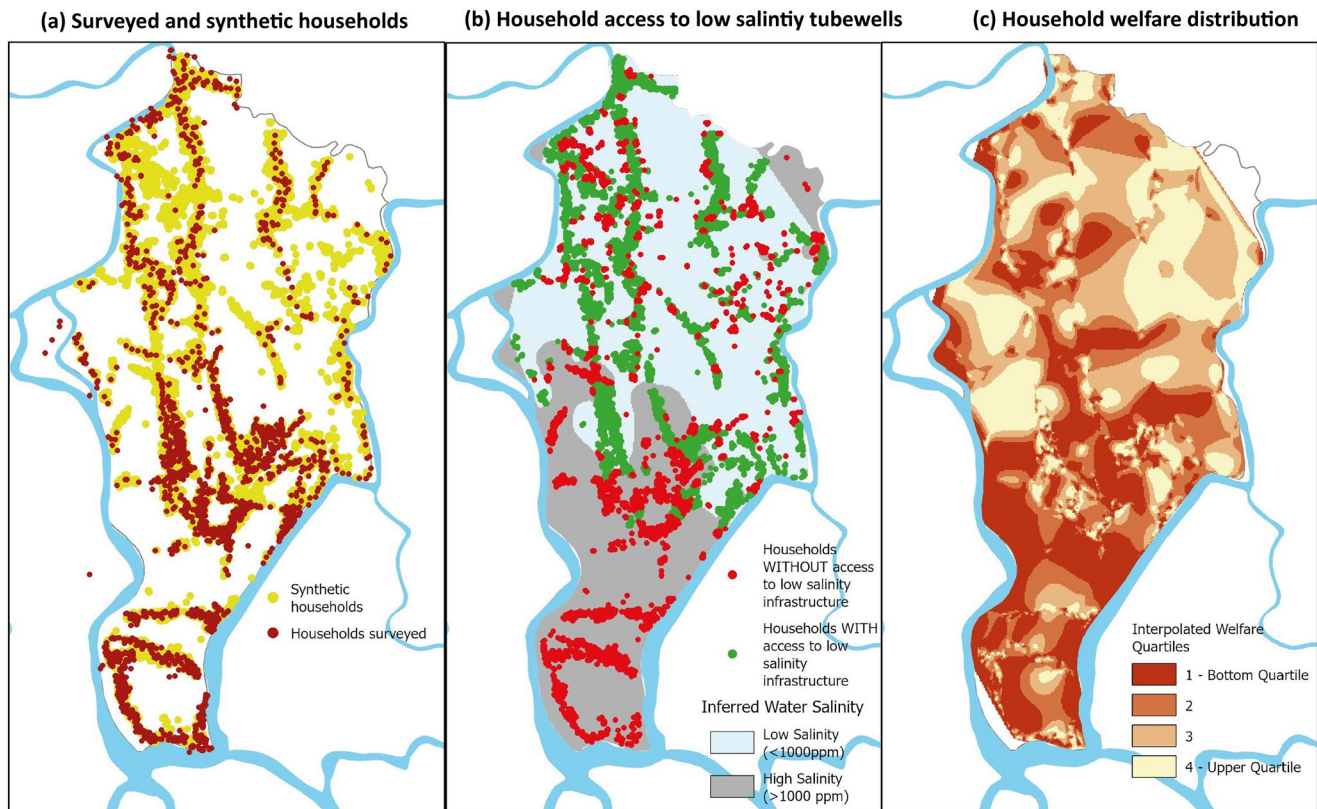 (a) Surveyed and synthetic households
(b) Household access to low salintiy tubewells
(c) Household welfare distribution
Synthetic
households
Households surveyed
Households
WITHOUT access
to low salinity
infrastructure
Households WITH
access to low
salinity
infrastructure
Inferred Water Salinity
Low Salinity
(<1000ppm)
High Salinity
(>1000 ppm)
Interpolated Welfare
Quartiles
1 - Bottom Quartile
2
3
4 - Upper Quartile